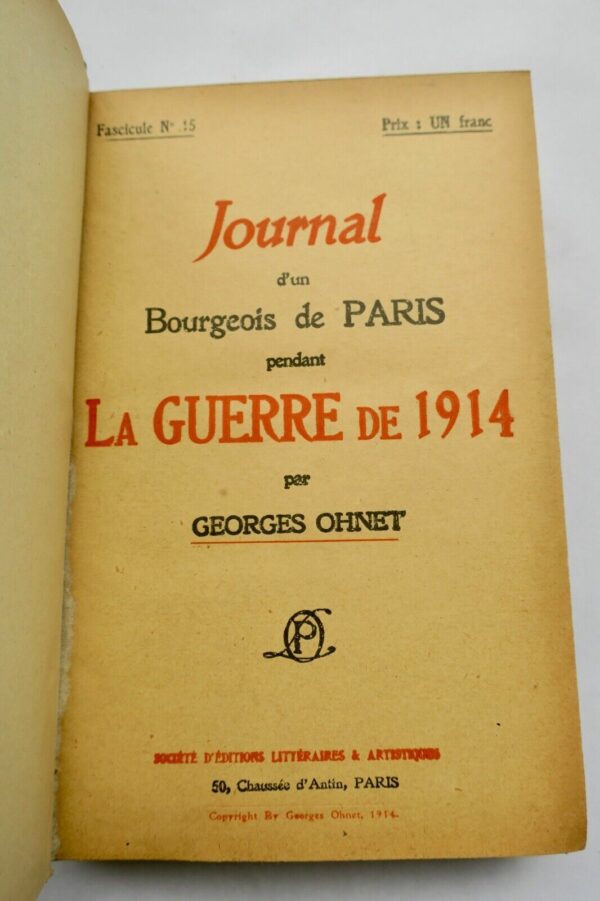 Fascicule N° 15
Prix : UN franc
Journal
d'un
Bourgeois de PARIS
pendant
LA GUERRE DE 1914
par
GEORGES OHNET
SOCIÉTÉ D'ÉDITIONS LITTÉRAIRES & ARTISTIQUES
50, Chaussée d'Antin, PARIS
Copyright By Georges Ohnet, 1914.